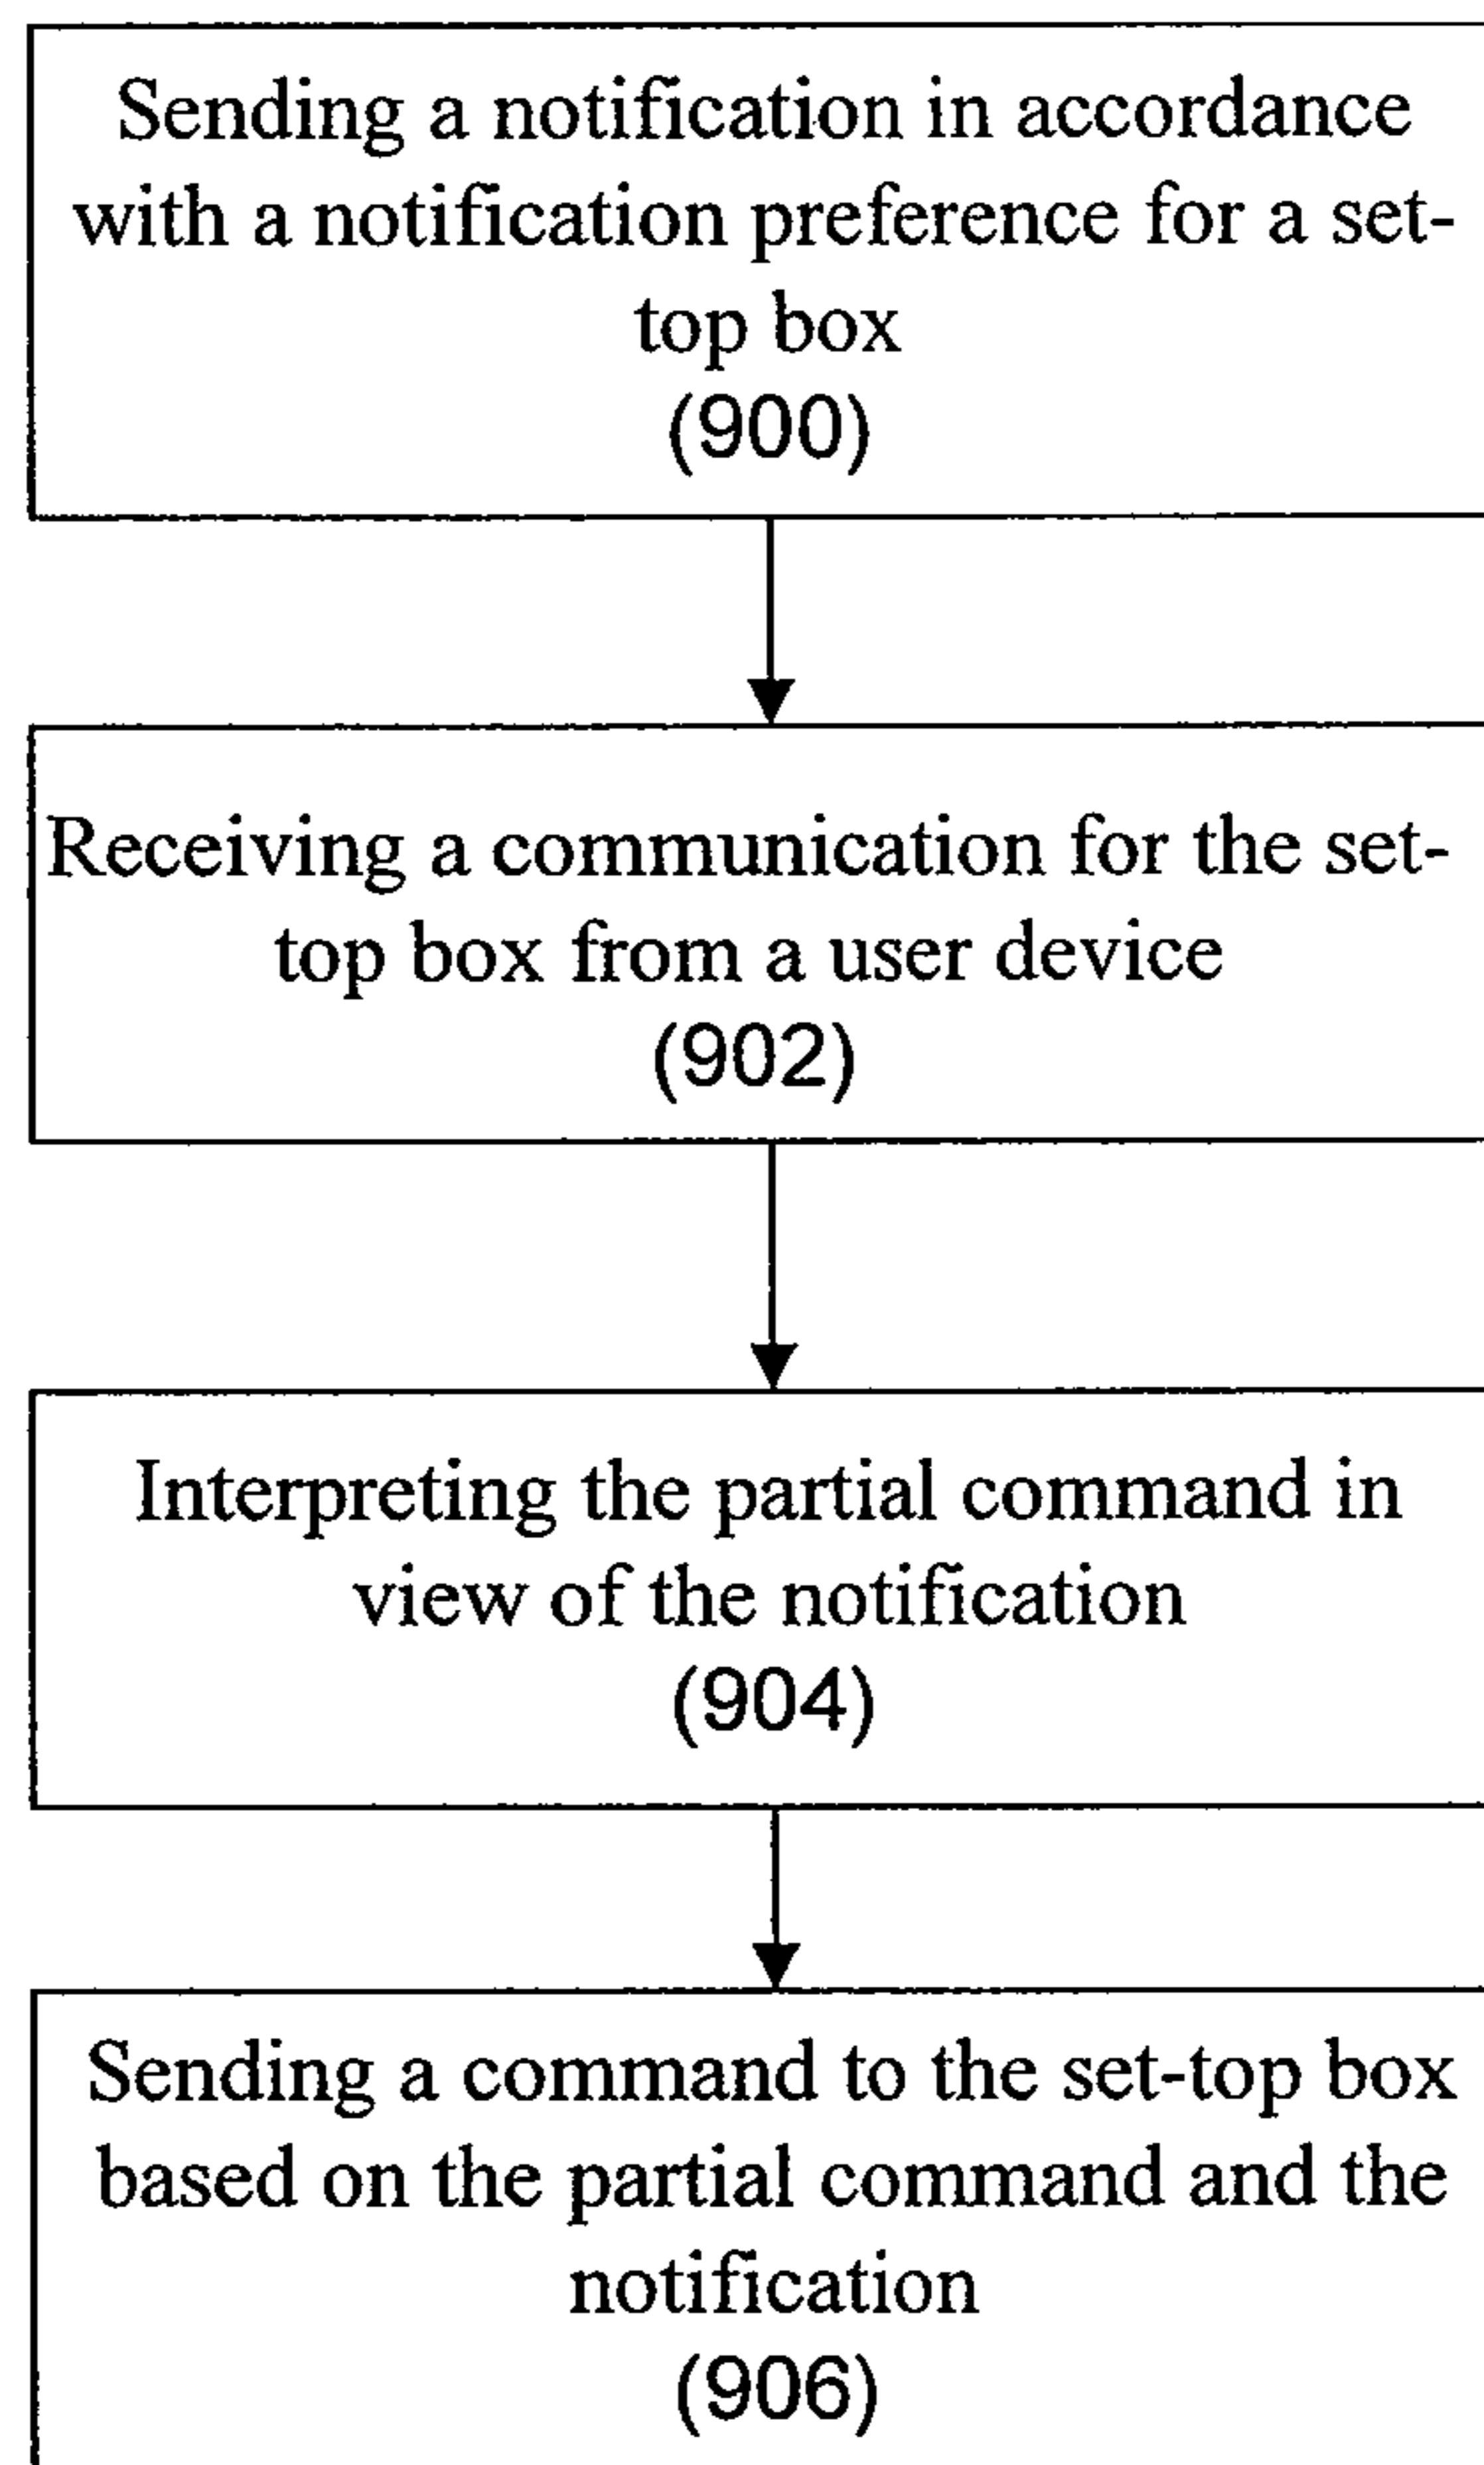 Sending a notification in accordance
with a notification preference for a set-
top box
(900)
Receiving a communication for the set-
top box from a user device
(902)
Interpreting the partial command in
view of the notification
(904)
Sending a command to the set-top box
based on the partial command and the
notification
(906)